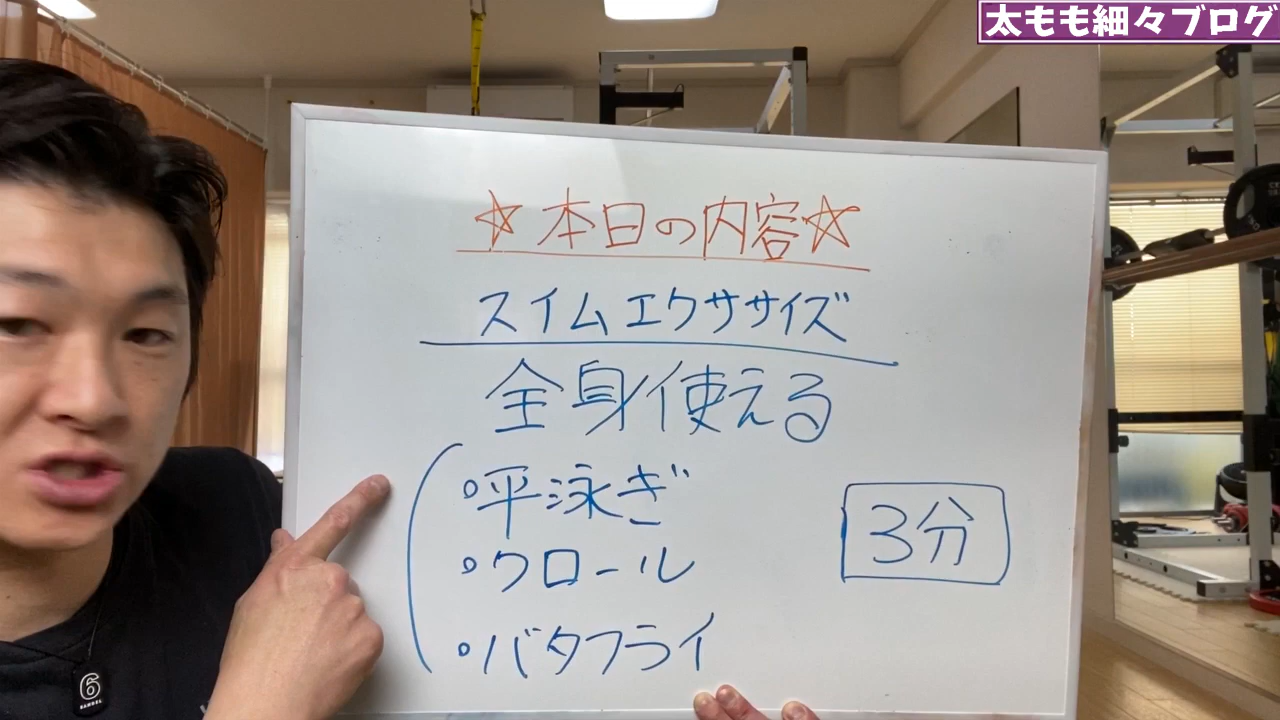 太もも細々ブログ
☆本日の内容☆
スイムエクササイズ
全身使える
・平泳ぎ
・クロール
・バタフライ
3分
6